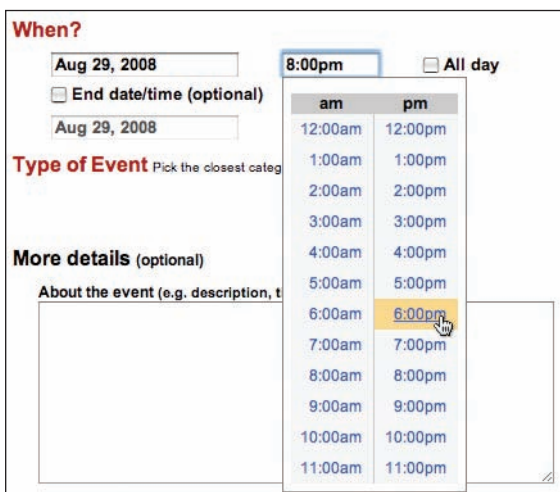 When?
Aug 29, 2008 8:00pm All day
End date/time (optional)
Aug 29, 2008
Type of Event Pick the closest categ
More details (optional)
About the event (e.g. description, t
am pm
12:00am 12:00pm
1:00am 1:00pm
2:00am 2:00pm
3:00am 3:00pm
4:00am 4:00pm
5:00am 5:00pm
6:00am 6:00pm
7:00am 7:00pm
8:00am 8:00pm
9:00am 9:00pm
10:00am 10:00pm
11:00am 11:00pm